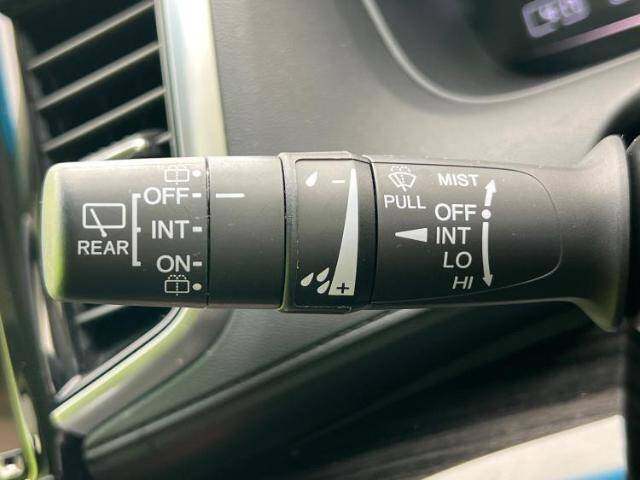 OFF
INT
ON
REAR
-
+
PULL
MIST
OFF
INT
LO
HI